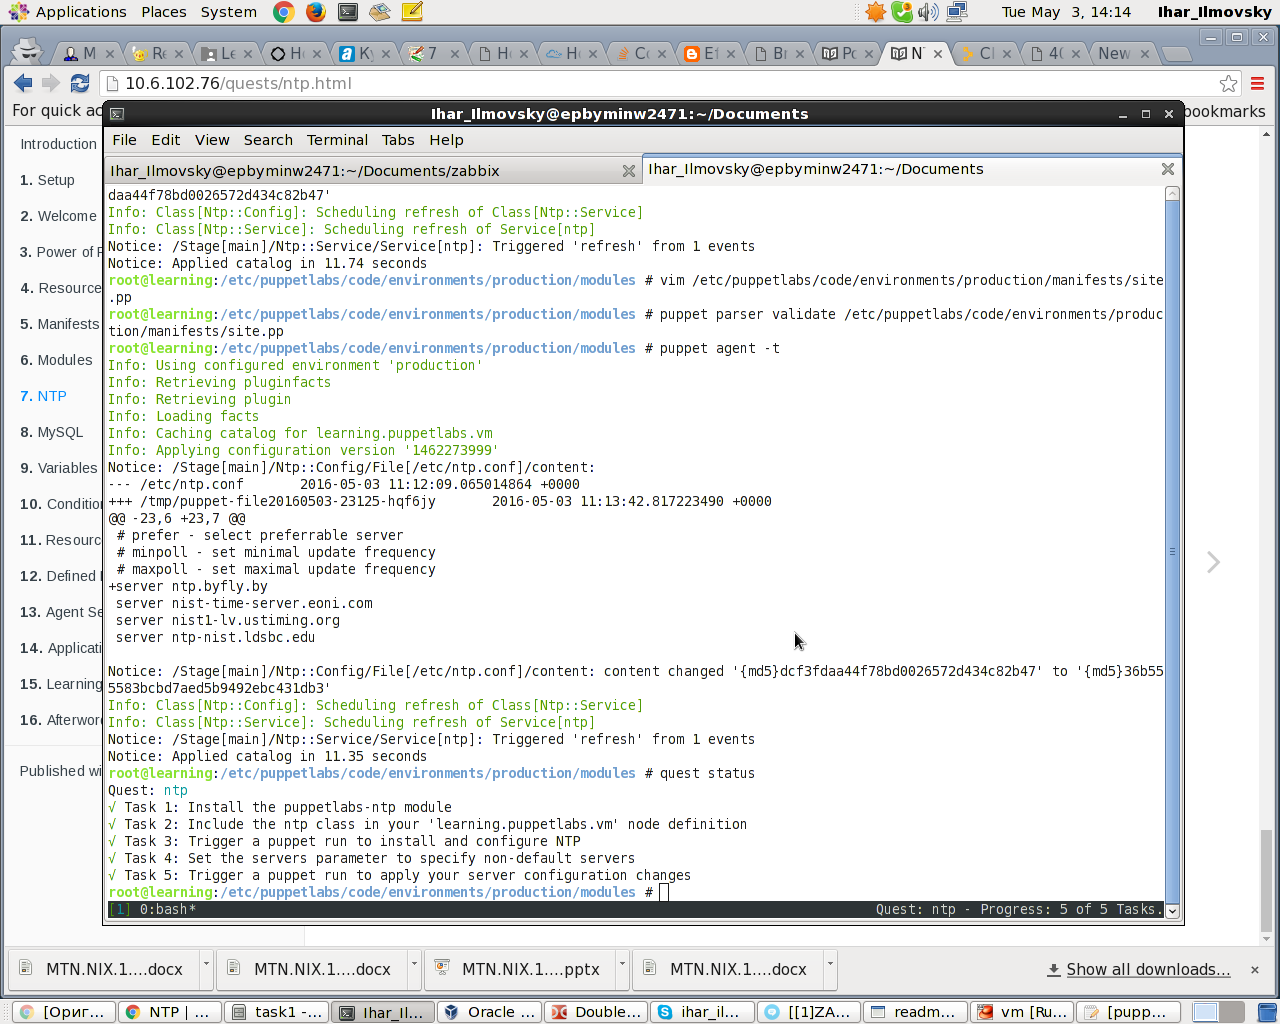 Applications Places System Tue May 3, 14:14 Ihar_Ilmovsky
M Re Le Ho Ky 7 He Ho Co Ef Br Po N Cl 40 New
10.6.102.76/quests/ntp.html
For quick ac bookmarks
Ihar_Ilmovsky@epbyminw2471:~/Documents
File Edit View Search Terminal Tabs Help
Ihar_Ilmovsky@epbyminw2471:~/Documents/zabbix Ihar_Ilmovsky@epbyminw2471:~/Documents
Introduction
1. Setup
2. Welcome
3. Power of P
4. Resource
5. Manifests
6. Modules
7. NTP
8. MySQL
9. Variables
10. Condition
11. Resourc
12. Defined
13. Agent Se
14. Applicati
15. Learning
16. Afterword
Published wi
daa44f78bd0026572d434c82b47'
Info: Class[Ntp::Config]: Scheduling refresh of Class[Ntp::Service]
Info: Class[Ntp::Service]: Scheduling refresh of Service[ntp]
Notice: /Stage[main]/Ntp::Service/Service[ntp]: Triggered 'refresh' from 1 events
Notice: Applied catalog in 11.74 seconds
root@learning:/etc/puppetlabs/code/environments/production/modules # vim /etc/puppetlabs/code/environments/production/manifests/site
.pp
root@learning:/etc/puppetlabs/code/environments/production/modules # puppet parser validate /etc/puppetlabs/code/environments/produc
tion/manifests/site.pp
root@learning:/etc/puppetlabs/code/environments/production/modules # puppet agent -t
Info: Using configured environment 'production'
Info: Retrieving pluginfacts
Info: Retrieving plugin
Info: Loading facts
Info: Caching catalog for learning.puppetlabs.vm
Info: Applying configuration version '1462273999'
Notice: /Stage[main]/Ntp::Config/File[/etc/ntp.conf]/content:
--- /etc/ntp.conf 2016-05-03 11:12:09.065014864 +0000
+++ /tmp/puppet-file20160503-23125-hqf6jy 2016-05-03 11:13:42.817223490 +0000
@@ -23,6 +23,7 @@
# prefer - select preferrable server
# minpoll - set minimal update frequency
# maxpoll - set maximal update frequency
+server ntp.byfly.by
server nist-time-server.eoni.com
server nist1-lv.ustiming.org
server ntp-nist.ldsbc.edu
Notice: /Stage[main]/Ntp::Config/File[/etc/ntp.conf]/content: content changed '{md5}dcf3fdaa44f78bd0026572d434c82b47' to '{md5}36b55
5583bcbd7aed5b9492ebc431db3'
Info: Class[Ntp::Config]: Scheduling refresh of Class[Ntp::Service]
Info: Class[Ntp::Service]: Scheduling refresh of Service[ntp]
Notice: /Stage[main]/Ntp::Service/Service[ntp]: Triggered 'refresh' from 1 events
Notice: Applied catalog in 11.35 seconds
root@learning:/etc/puppetlabs/code/environments/production/modules # quest status
Quest: ntp
√ Task 1: Install the puppetlabs-ntp module
√ Task 2: Include the ntp class in your 'learning.puppetlabs.vm' node definition
√ Task 3: Trigger a puppet run to install and configure NTP
√ Task 4: Set the servers parameter to specify non-default servers
√ Task 5: Trigger a puppet run to apply your server configuration changes
root@learning:/etc/puppetlabs/code/environments/production/modules #
[1] 0:bash* Quest: ntp - Progress: 5 of 5 Tasks.
MTN.NIX.1....docx MTN.NIX.1....docx MTN.NIX.1....pptx MTN.NIX.1....docx Show all downloads...
[Ориг... NTP | ... task1 -... Ihar_Il... Oracle ... Double... ihar_il... [[1]ZA... readm... vm [Ru... [pupp...